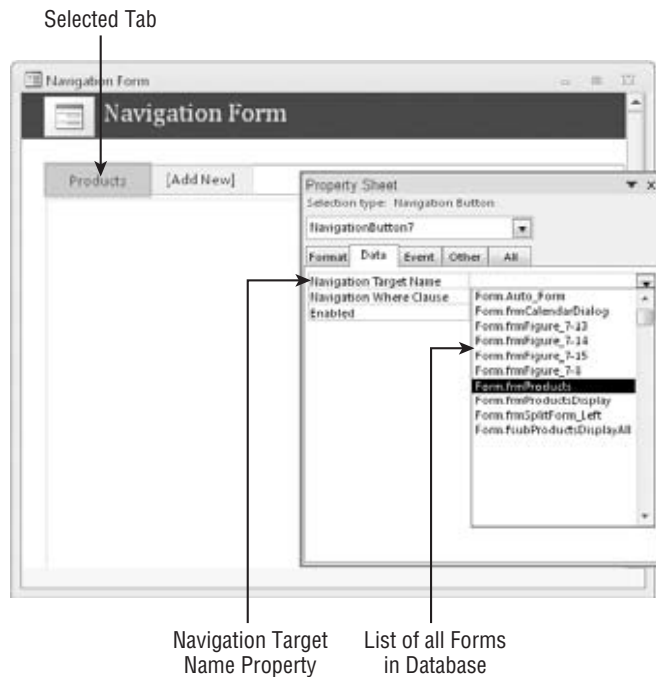 Selected Tab
Navigation Form
Navigation Form
Products [Add New]
Property Sheet
Selection type: Navigation Button
NavigationButton7
Format Data Event Other All
Navigation Target Name
Navigation Where Clause
Enabled
Form.Auto_Form
Form.frmCalendarDialog
Form.frmFigure_7-13
Form.frmFigure_7-14
Form.frmFigure_7-15
Form.frmFigure_7-8
Form.frmProducts
Form.frmProductsDisplay
Form.frmSplitForm_Left
Form.fsubProductsDisplayAll
Navigation Target
Name Property
List of all Forms
in Database